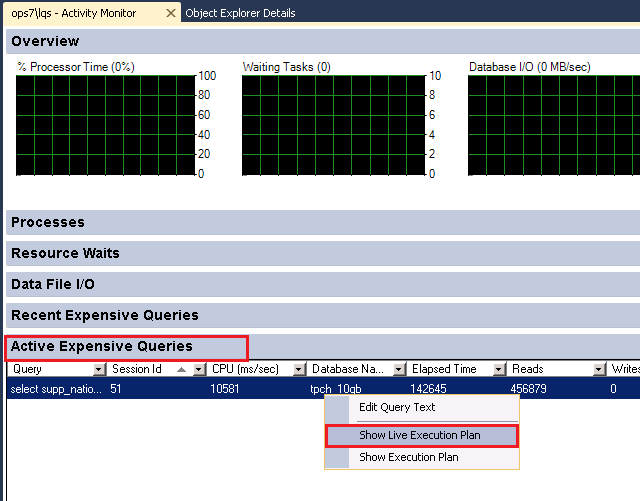 ops7\lqs - Activity Monitor Object Explorer Details
Overview
% Processor Time (0%) Waiting Tasks (0) Database I/O (0 MB/sec)
100 10
80 8
60 6
40 4
20 2
0 0
Processes
Resource Waits
Data File I/O
Recent Expensive Queries
Active Expensive Queries
Query Session Id CPU (ms/sec) Database Na... Elapsed Time Reads Writes
select supp_natio... 51 10581 tpch_10gb 142645 456879 0
Edit Query Text
Show Live Execution Plan
Show Execution Plan